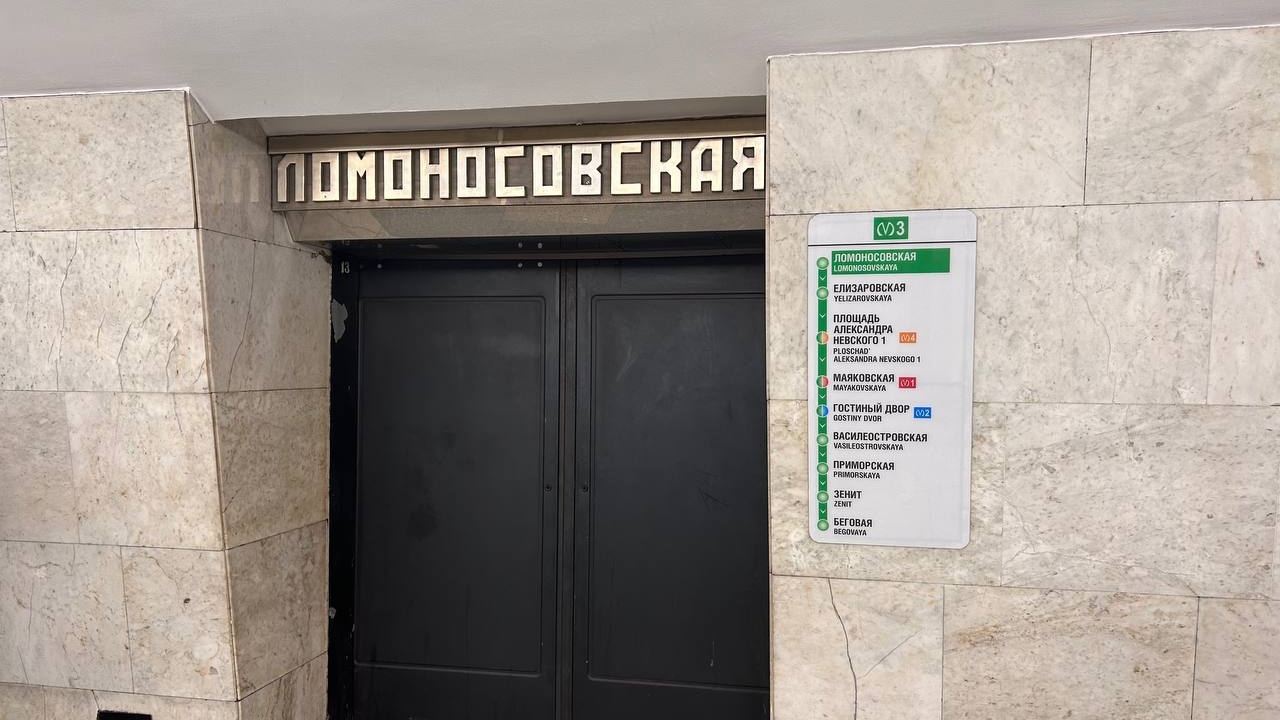 ЛОМОНОСОВСКАЯ
13
3
ЛОМОНОСОВСКАЯ
LOMONOSOVSKAYA
ЕЛИЗАРОВСКАЯ
YELIZAROVSKAYA
ПЛОЩАДЬ
АЛЕКСАНДРА
НЕВСКОГО 1 4
PLOSCHAD'
ALEKSANDRA NEVSKOGO 1
МАЯКОВСКАЯ 1
MAYAKOVSKAYA
ГОСТИНЫЙ ДВОР 2
GOSTINY DVOR
ВАСИЛЕОСТРОВСКАЯ
VASILEOSTROVSKAYA
ПРИМОРСКАЯ
PRIMORSKAYA
ЗЕНИТ
ZENIT
БЕГОВАЯ
BEGOVAYA